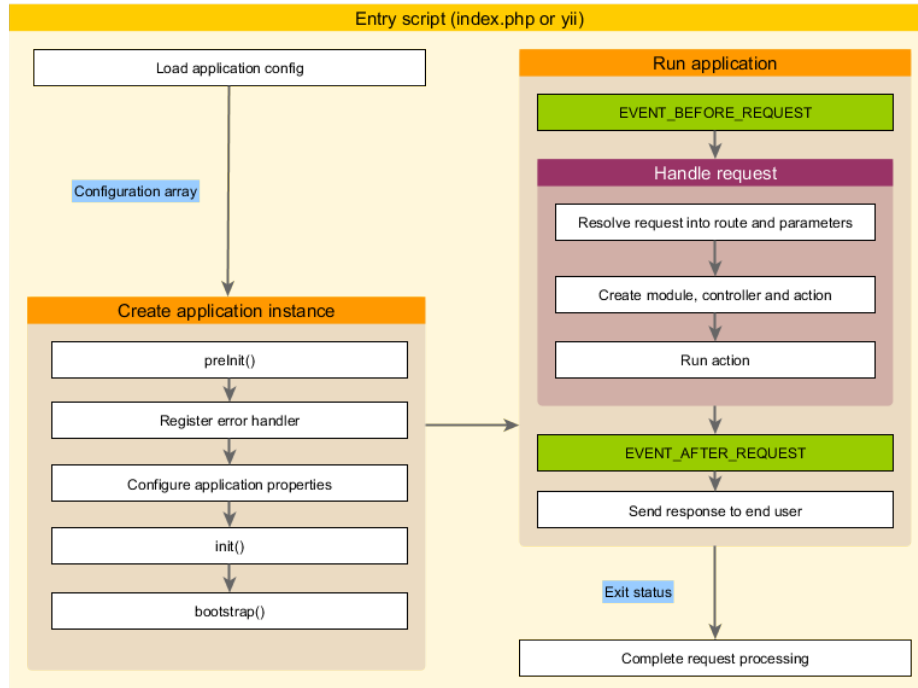 Entry script (index.php or yii)
Load application config
Configuration array
Create application instance
preInit()
Register error handler
Configure application properties
init()
bootstrap()
Run application
EVENT_BEFORE_REQUEST
Handle request
Resolve request into route and parameters
Create module, controller and action
Run action
EVENT_AFTER_REQUEST
Send response to end user
Exit status
Complete request processing